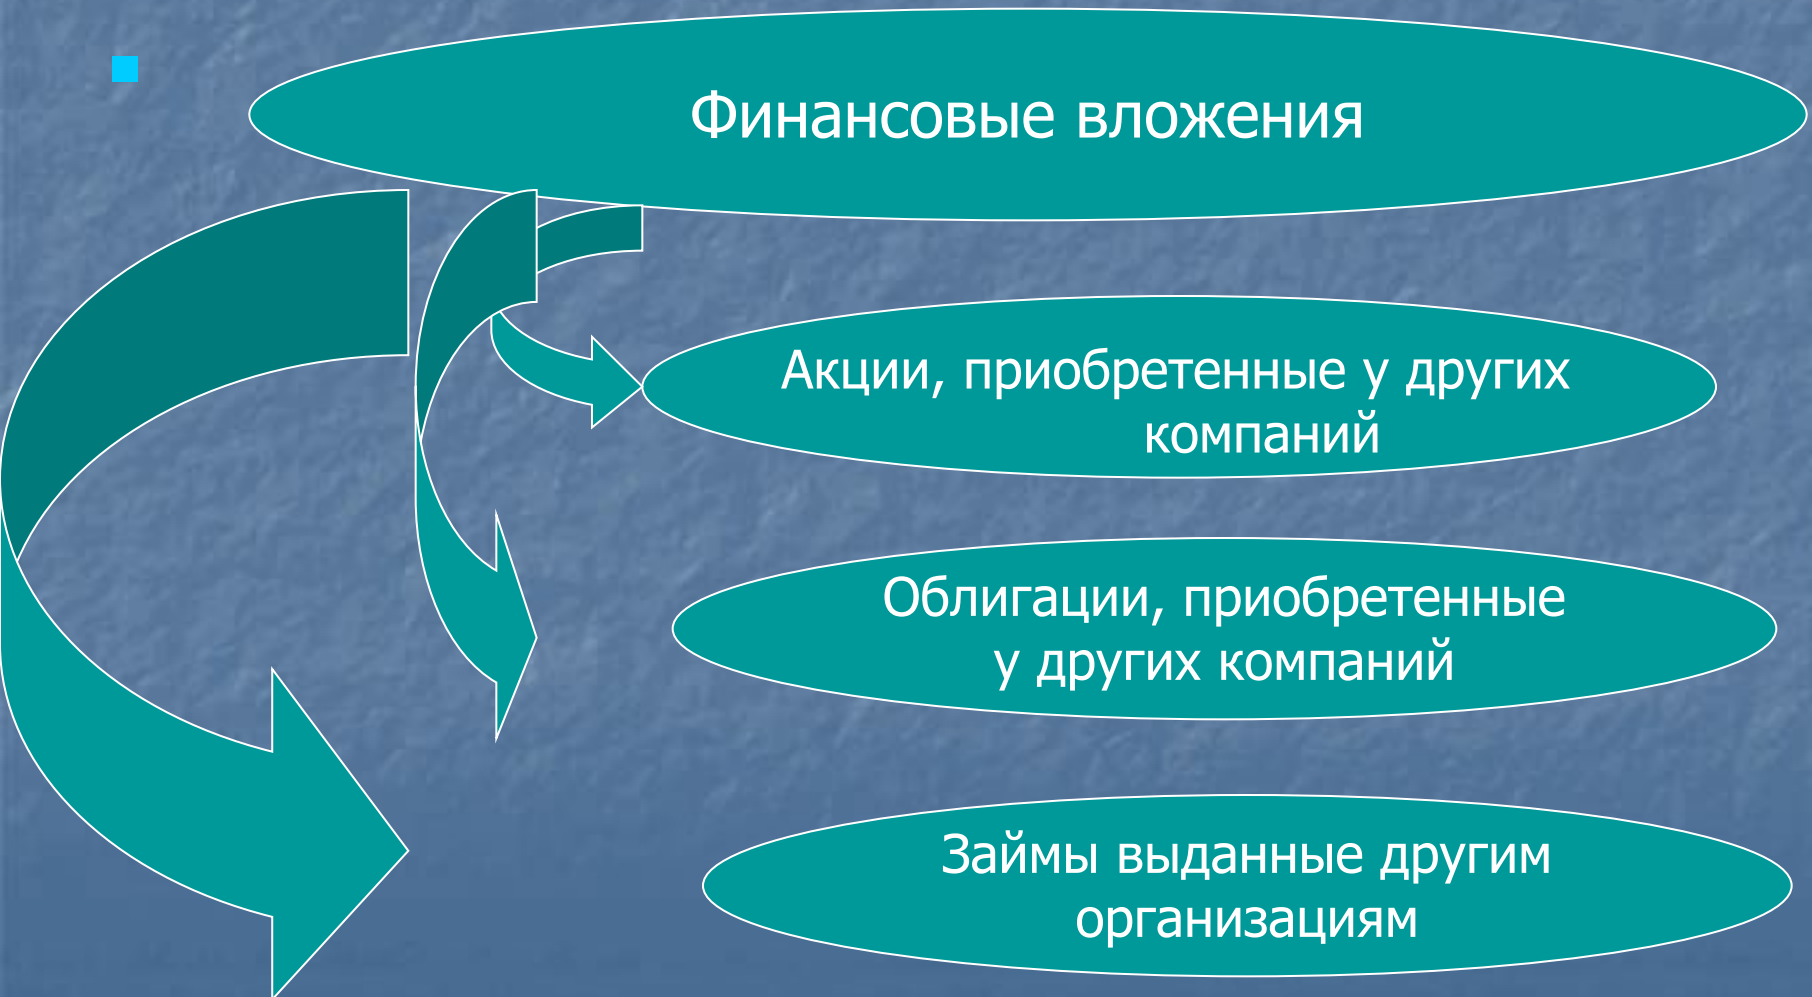 Финансовые вложения
Акции, приобретенные у других
компаний
Облигации, приобретенные
у других компаний
Займы выданные другим
организациям